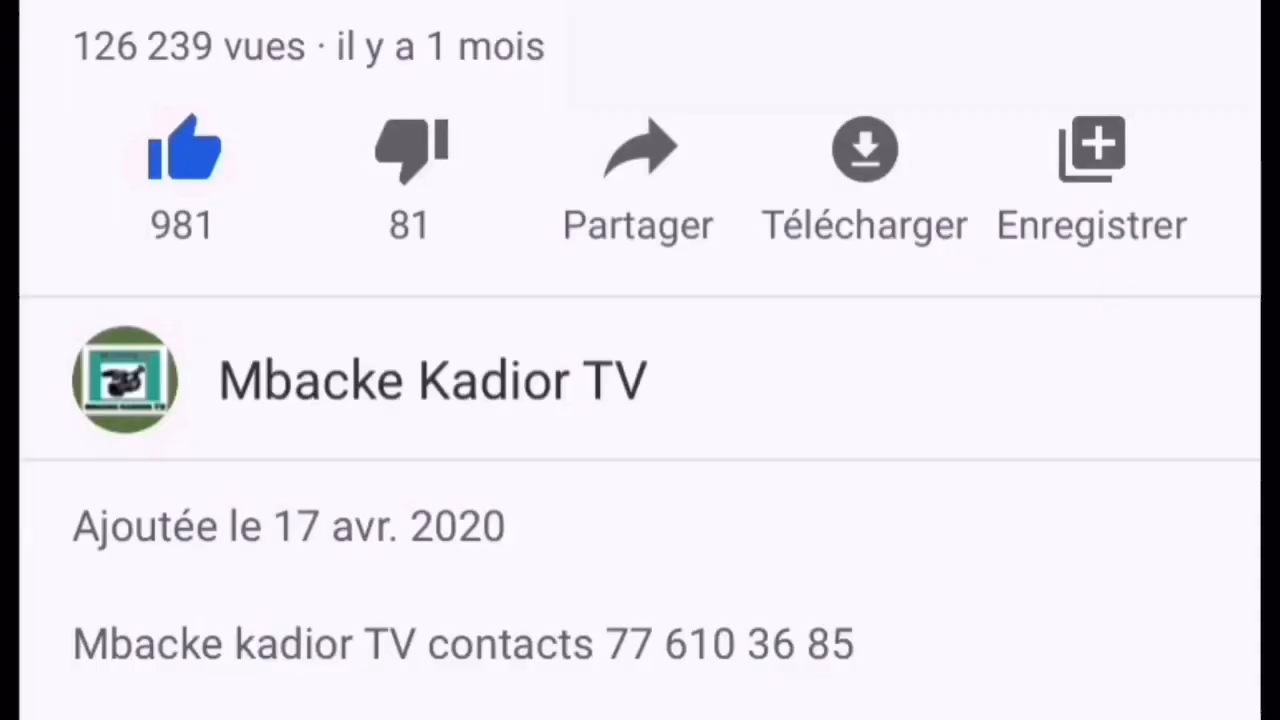 126 239 vues · il y a 1 mois
981
81
Partager
Télécharger
Enregistrer
Mbacke Kadior TV
Ajoutée le 17 avr. 2020
Mbacke kadior TV contacts 77 610 36 85